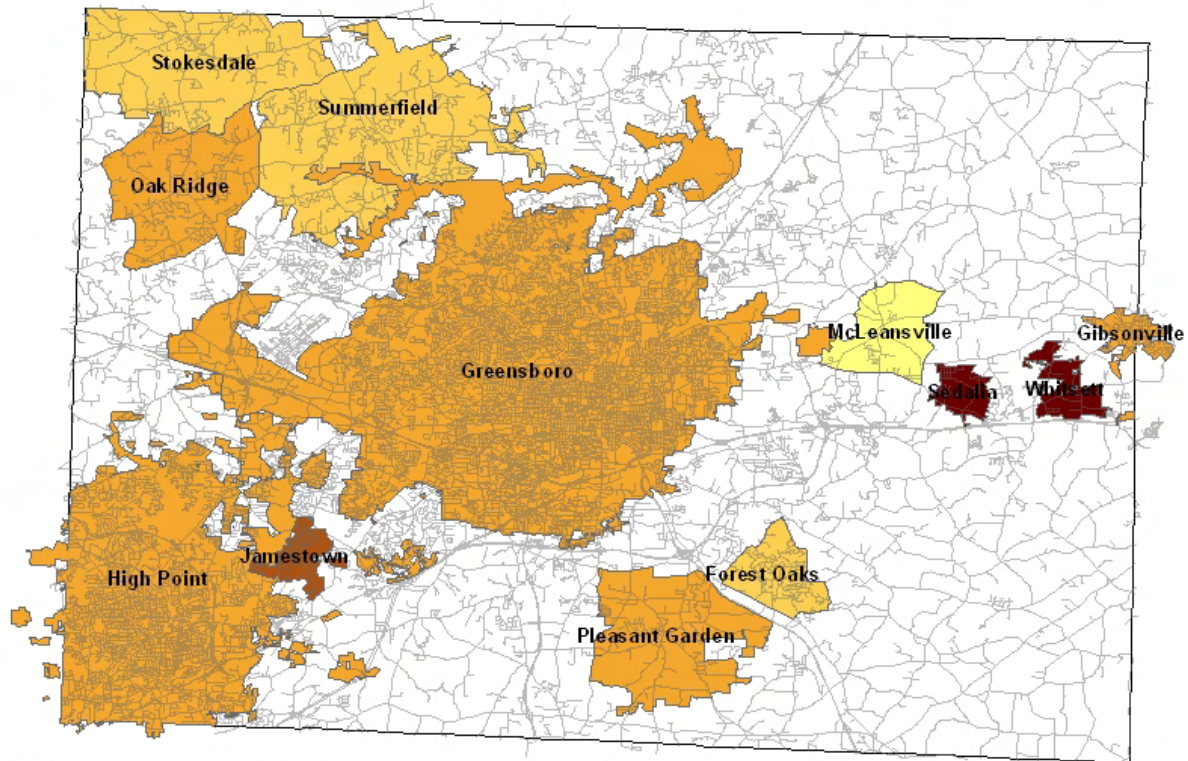 Stokesdale
Summerfield
Oak Ridge
McLeansville
Gibsonville
Greensboro
Sedalia
Whitsett
Jamestown
High Point
Forest Oaks
Pleasant Garden